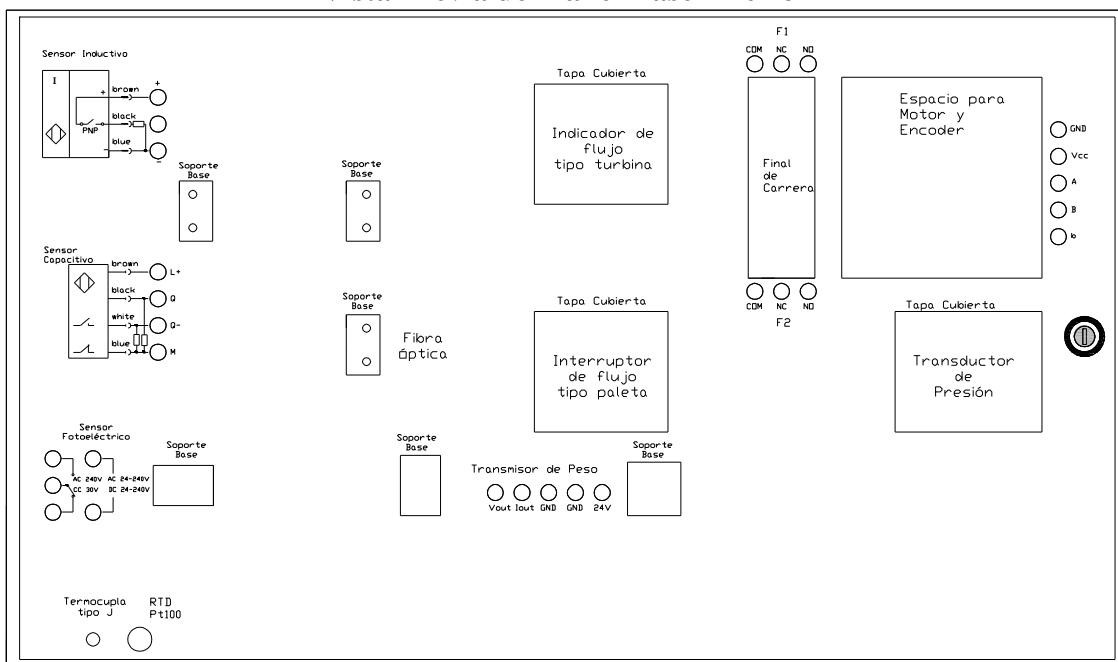 Sensor Inductivo
I
+
brown
+
black
PNP
blue
-
-
Soporte
Base
Soporte
Base
Sensor
Capacitivo
brown
L+
black
Q
white
Q-
blue
M
Soporte
Base
Fibra
óptica
Sensor
Fotoeléctrico
AC 240V
CC 30V
AC 24-240V
DC 24-240V
Soporte
Base
Soporte
Base
Transmisor de Peso
Vout Iout GND GND 24V
Soporte
Base
Termocupla
tipo J
RTD
Pt100
Tapa Cubierta
Indicador de
flujo
tipo turbina
Tapa Cubierta
Interruptor
de flujo
tipo paleta
F1
COM NC NO
Final
de
Carrera
COM NC NO
F2
Espacio para
Motor y
Encoder
GND
Vcc
A
B
Tapa Cubierta
Transductor
de
Presión